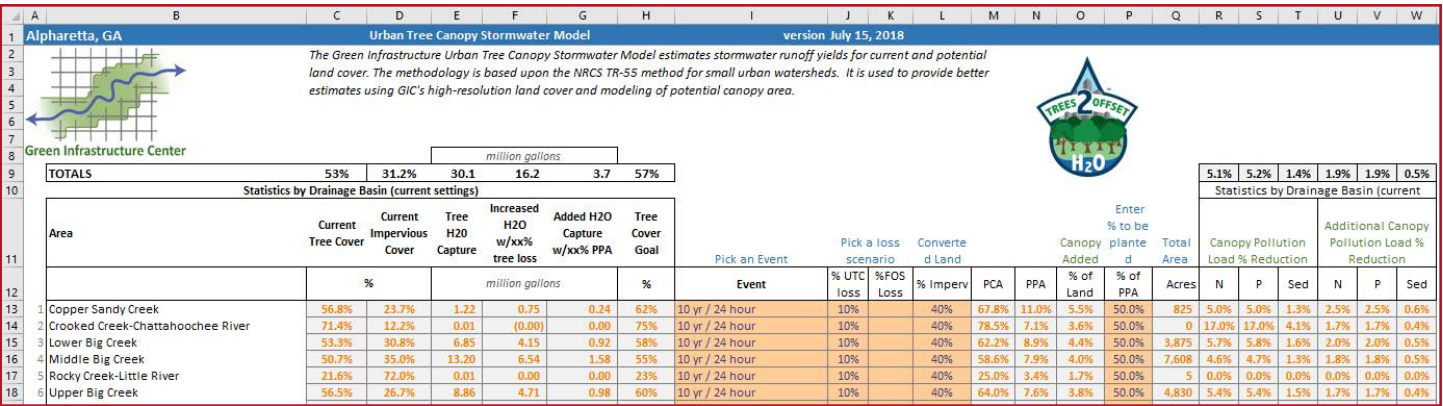 A B C D E F G H I J K L M N O P Q R S T U V W
1 Alpharetta, GA Urban Tree Canopy Stormwater Model version July 15, 2018
2 The Green Infrastructure Urban Tree Canopy Stormwater Model estimates stormwater runoff yields for current and potential
3 land cover. The methodology is based upon the NRCS TR-55 method for small urban watersheds. It is used to provide better
4 estimates using GIC's high-resolution land cover and modeling of potential canopy area.
5
6
7
TREES 2 OFFSET
H₂O
Green Infrastructure Center
8 million gallons
9 TOTALS 53% 31.2% 30.1 16.2 3.7 57% 5.1% 5.2% 1.4% 1.9% 1.9% 0.5%
10 Statistics by Drainage Basin (current settings) Statistics by Drainage Basin (current
11 Area Current Tree Cover Current Impervious Cover Tree H20 Capture Increased H2O w/xx% tree loss Added H2O Capture w/xx% PPA Tree Cover Goal Pick an Event Pick a loss scenario Converte d Land Canopy Added Enter % to be plante d Total Area Canopy Pollution Load % Reduction Additional Canopy Pollution Load % Reduction
12 % million gallons % Event % UTC loss %FOS Loss % Imperv PCA PPA % of Land % of PPA Acres N P Sed N P Sed
13 1 Copper Sandy Creek 56.8% 23.7% 1.22 0.75 0.24 62% 10 yr / 24 hour 10% 40% 67.8% 11.0% 5.5% 50.0% 825 5.0% 5.0% 1.3% 2.5% 2.5% 0.6%
14 2 Crooked Creek-Chattahoochee River 71.4% 12.2% 0.01 (0.00) 0.00 75% 10 yr / 24 hour 10% 40% 78.5% 7.1% 3.6% 50.0% 0 17.0% 17.0% 4.1% 1.7% 1.7% 0.4%
15 3 Lower Big Creek 53.3% 30.8% 6.85 4.15 0.92 58% 10 yr / 24 hour 10% 40% 62.2% 8.9% 4.4% 50.0% 3,875 5.7% 5.8% 1.6% 2.0% 2.0% 0.5%
16 4 Middle Big Creek 50.7% 35.0% 13.20 6.54 1.58 55% 10 yr / 24 hour 10% 40% 58.6% 7.9% 4.0% 50.0% 7,608 4.6% 4.7% 1.3% 1.8% 1.8% 0.5%
17 5 Rocky Creek-Little River 21.6% 72.0% 0.01 0.00 0.00 23% 10 yr / 24 hour 10% 40% 25.0% 3.4% 1.7% 50.0% 5 0.0% 0.0% 0.0% 0.0% 0.0% 0.0%
18 6 Upper Big Creek 56.5% 26.7% 8.86 4.71 0.98 60% 10 yr / 24 hour 10% 40% 64.0% 7.6% 3.8% 50.0% 4,830 5.4% 5.4% 1.5% 1.7% 1.7% 0.4%